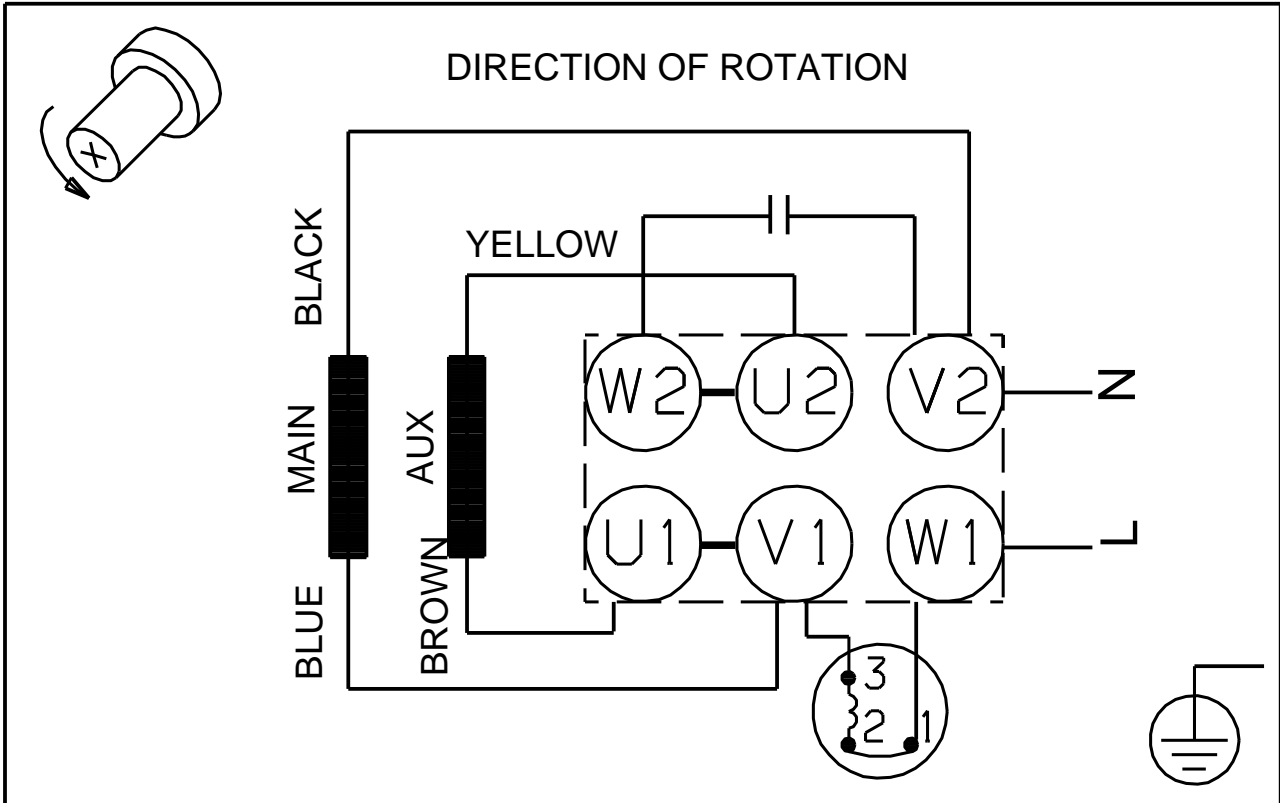 DIRECTION OF ROTATION
BLACK
YELLOW
W2 U2 V2 N
MAIN
AUX
U1 V1 W1 L
BLUE
BROWN
3
2 1